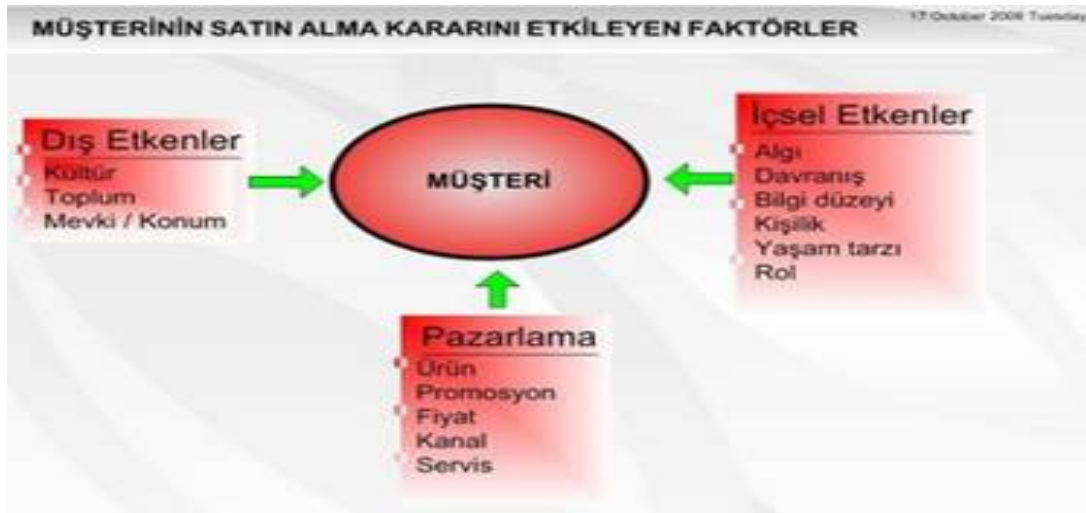 17 October 2006 Tuesday
MÜŞTERİNİN SATIN ALMA KARARINI ETKİLEYEN FAKTÖRLER
Dış Etkenler
Kültür
Toplum
Mevki / Konum
MÜŞTERİ
İçsel Etkenler
Algı
Davranış
Bilgi düzeyi
Kişilik
Yaşam tarzı
Rol
Pazarlama
Ürün
Promosyon
Fiyat
Kanal
Servis